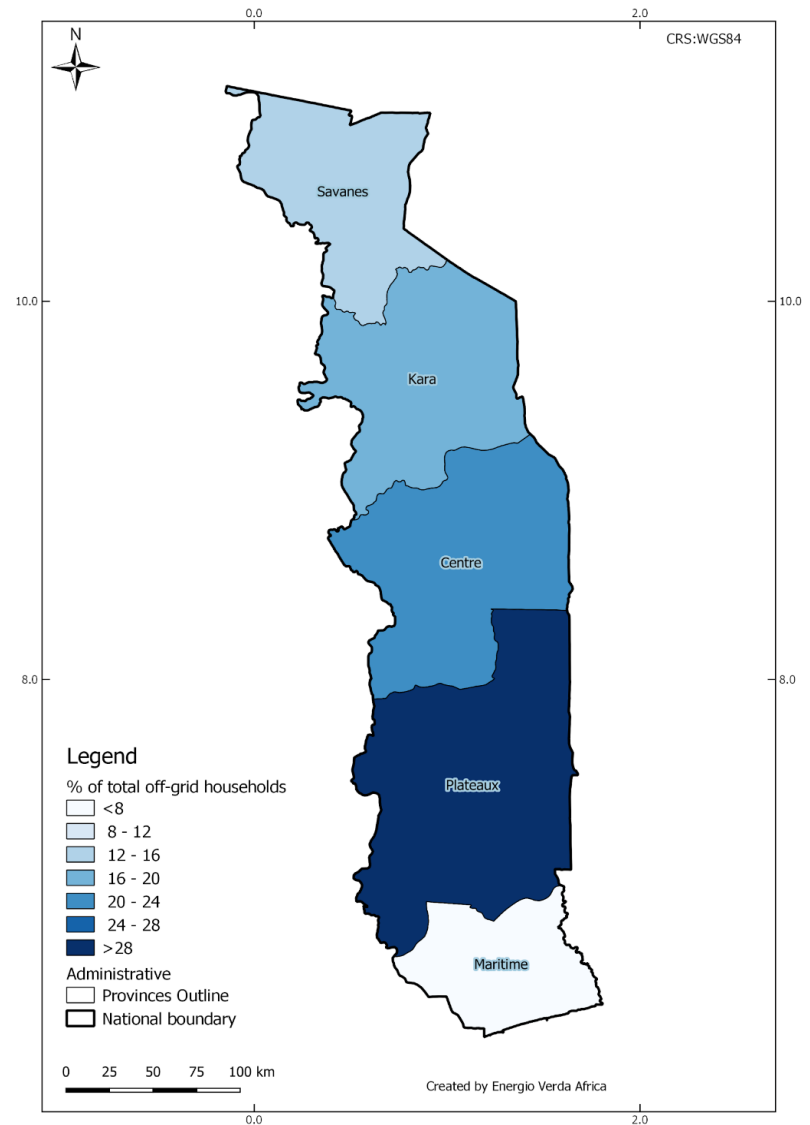 0.0
2.0
N
CRS:WGS84
Savanes
10.0
10.0
Kara
Centre
8.0
8.0
Legend
% of total off-grid households
<8
8 - 12
12 - 16
16 - 20
20 - 24
24 - 28
>28
Administrative
Provinces Outline
National boundary
Plateaux
Maritime
0 25 50 75 100 km
Created by Energio Verda Africa
0.0
2.0